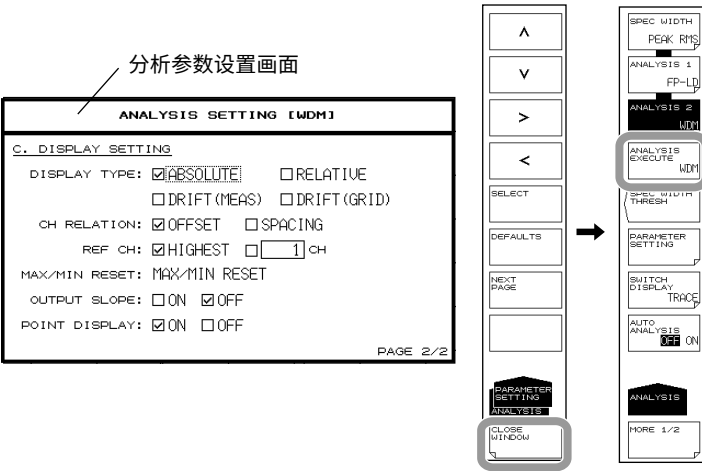 分析参数设置画面
ANALYSIS SETTING [WDM]
C. DISPLAY SETTING
DISPLAY TYPE: ABSOLUTE RELATIVE
DRIFT(MEAS) DRIFT(GRID)
CH RELATION: OFFSET SPACING
REF CH: HIGHEST 1 CH
MAX/MIN RESET: MAX/MIN RESET
OUTPUT SLOPE: ON OFF
POINT DISPLAY: ON OFF
PAGE 2/2
SELECT
DEFAULTS
NEXT
PAGE
PARAMETER
SETTING
ANALYSIS
CLOSE
WINDOW
SPEC WIDTH
PEAK RMS
ANALYSIS 1
FP-LD
ANALYSIS 2
WDM
ANALYSIS
EXECUTE
WDM
SPEC WIDTH
THRESH
PARAMETER
SETTING
SWITCH
DISPLAY
TRACE
AUTO
ANALYSIS
OFF ON
ANALYSIS
MORE 1/2